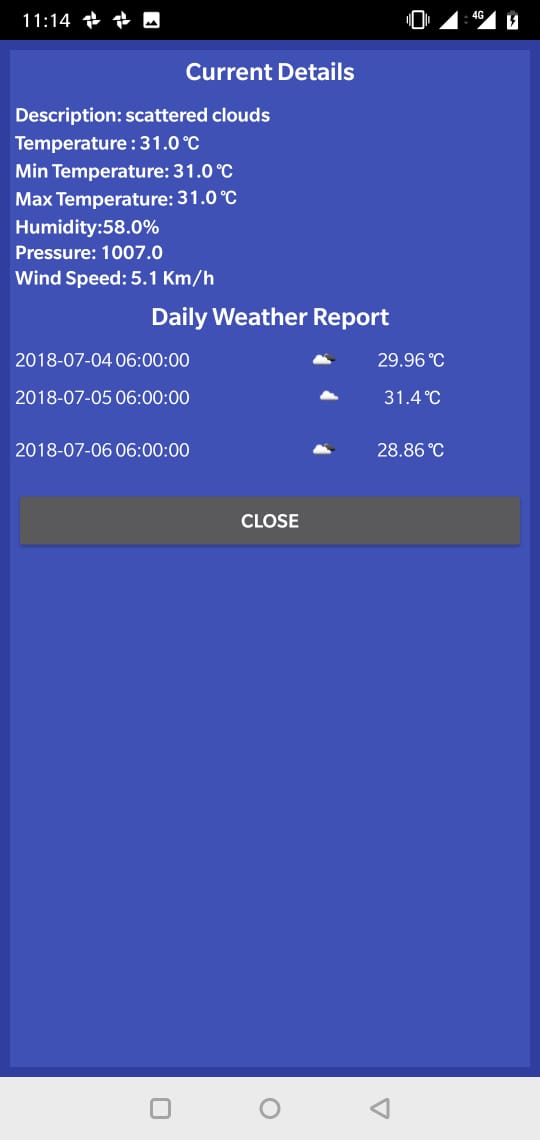 11:14
4G
Current Details
Description: scattered clouds
Temperature : 31.0 ℃
Min Temperature: 31.0 ℃
Max Temperature: 31.0 ℃
Humidity:58.0%
Pressure: 1007.0
Wind Speed: 5.1 Km/h
Daily Weather Report
2018-07-04 06:00:00 29.96 ℃
2018-07-05 06:00:00 31.4 ℃
2018-07-06 06:00:00 28.86 ℃
CLOSE